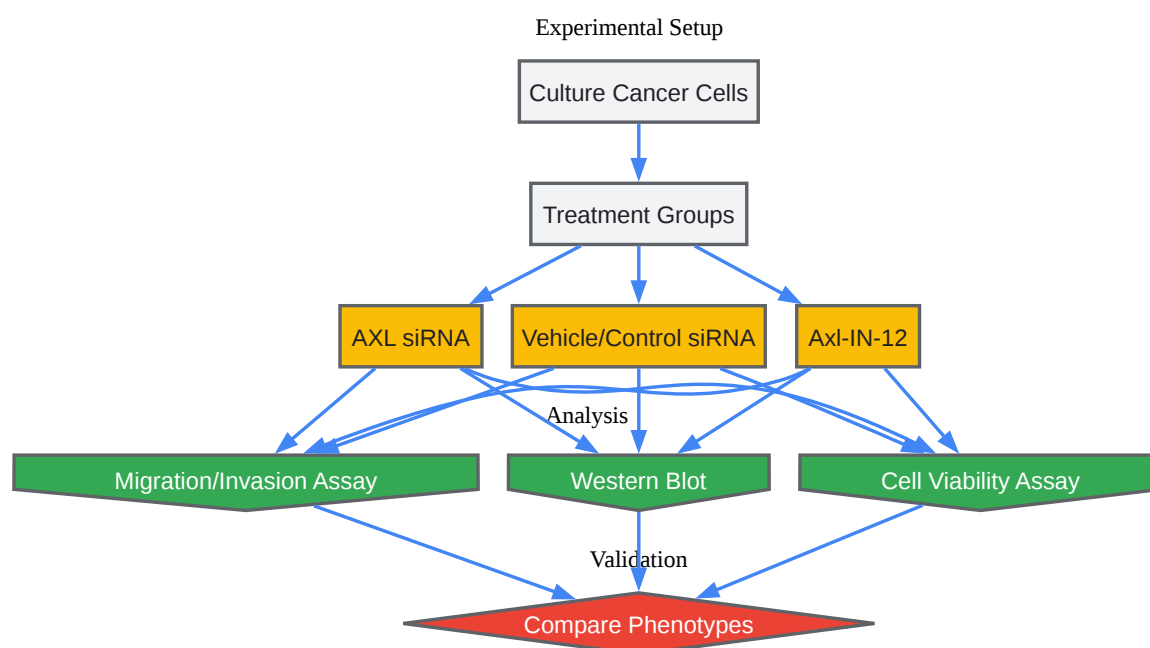 Experimental Setup
Culture Cancer Cells
Treatment Groups
AXL siRNA
Vehicle/Control siRNA
Axl-IN-12
Analysis
Migration/Invasion Assay
Western Blot
Cell Viability Assay
Validation
Compare Phenotypes